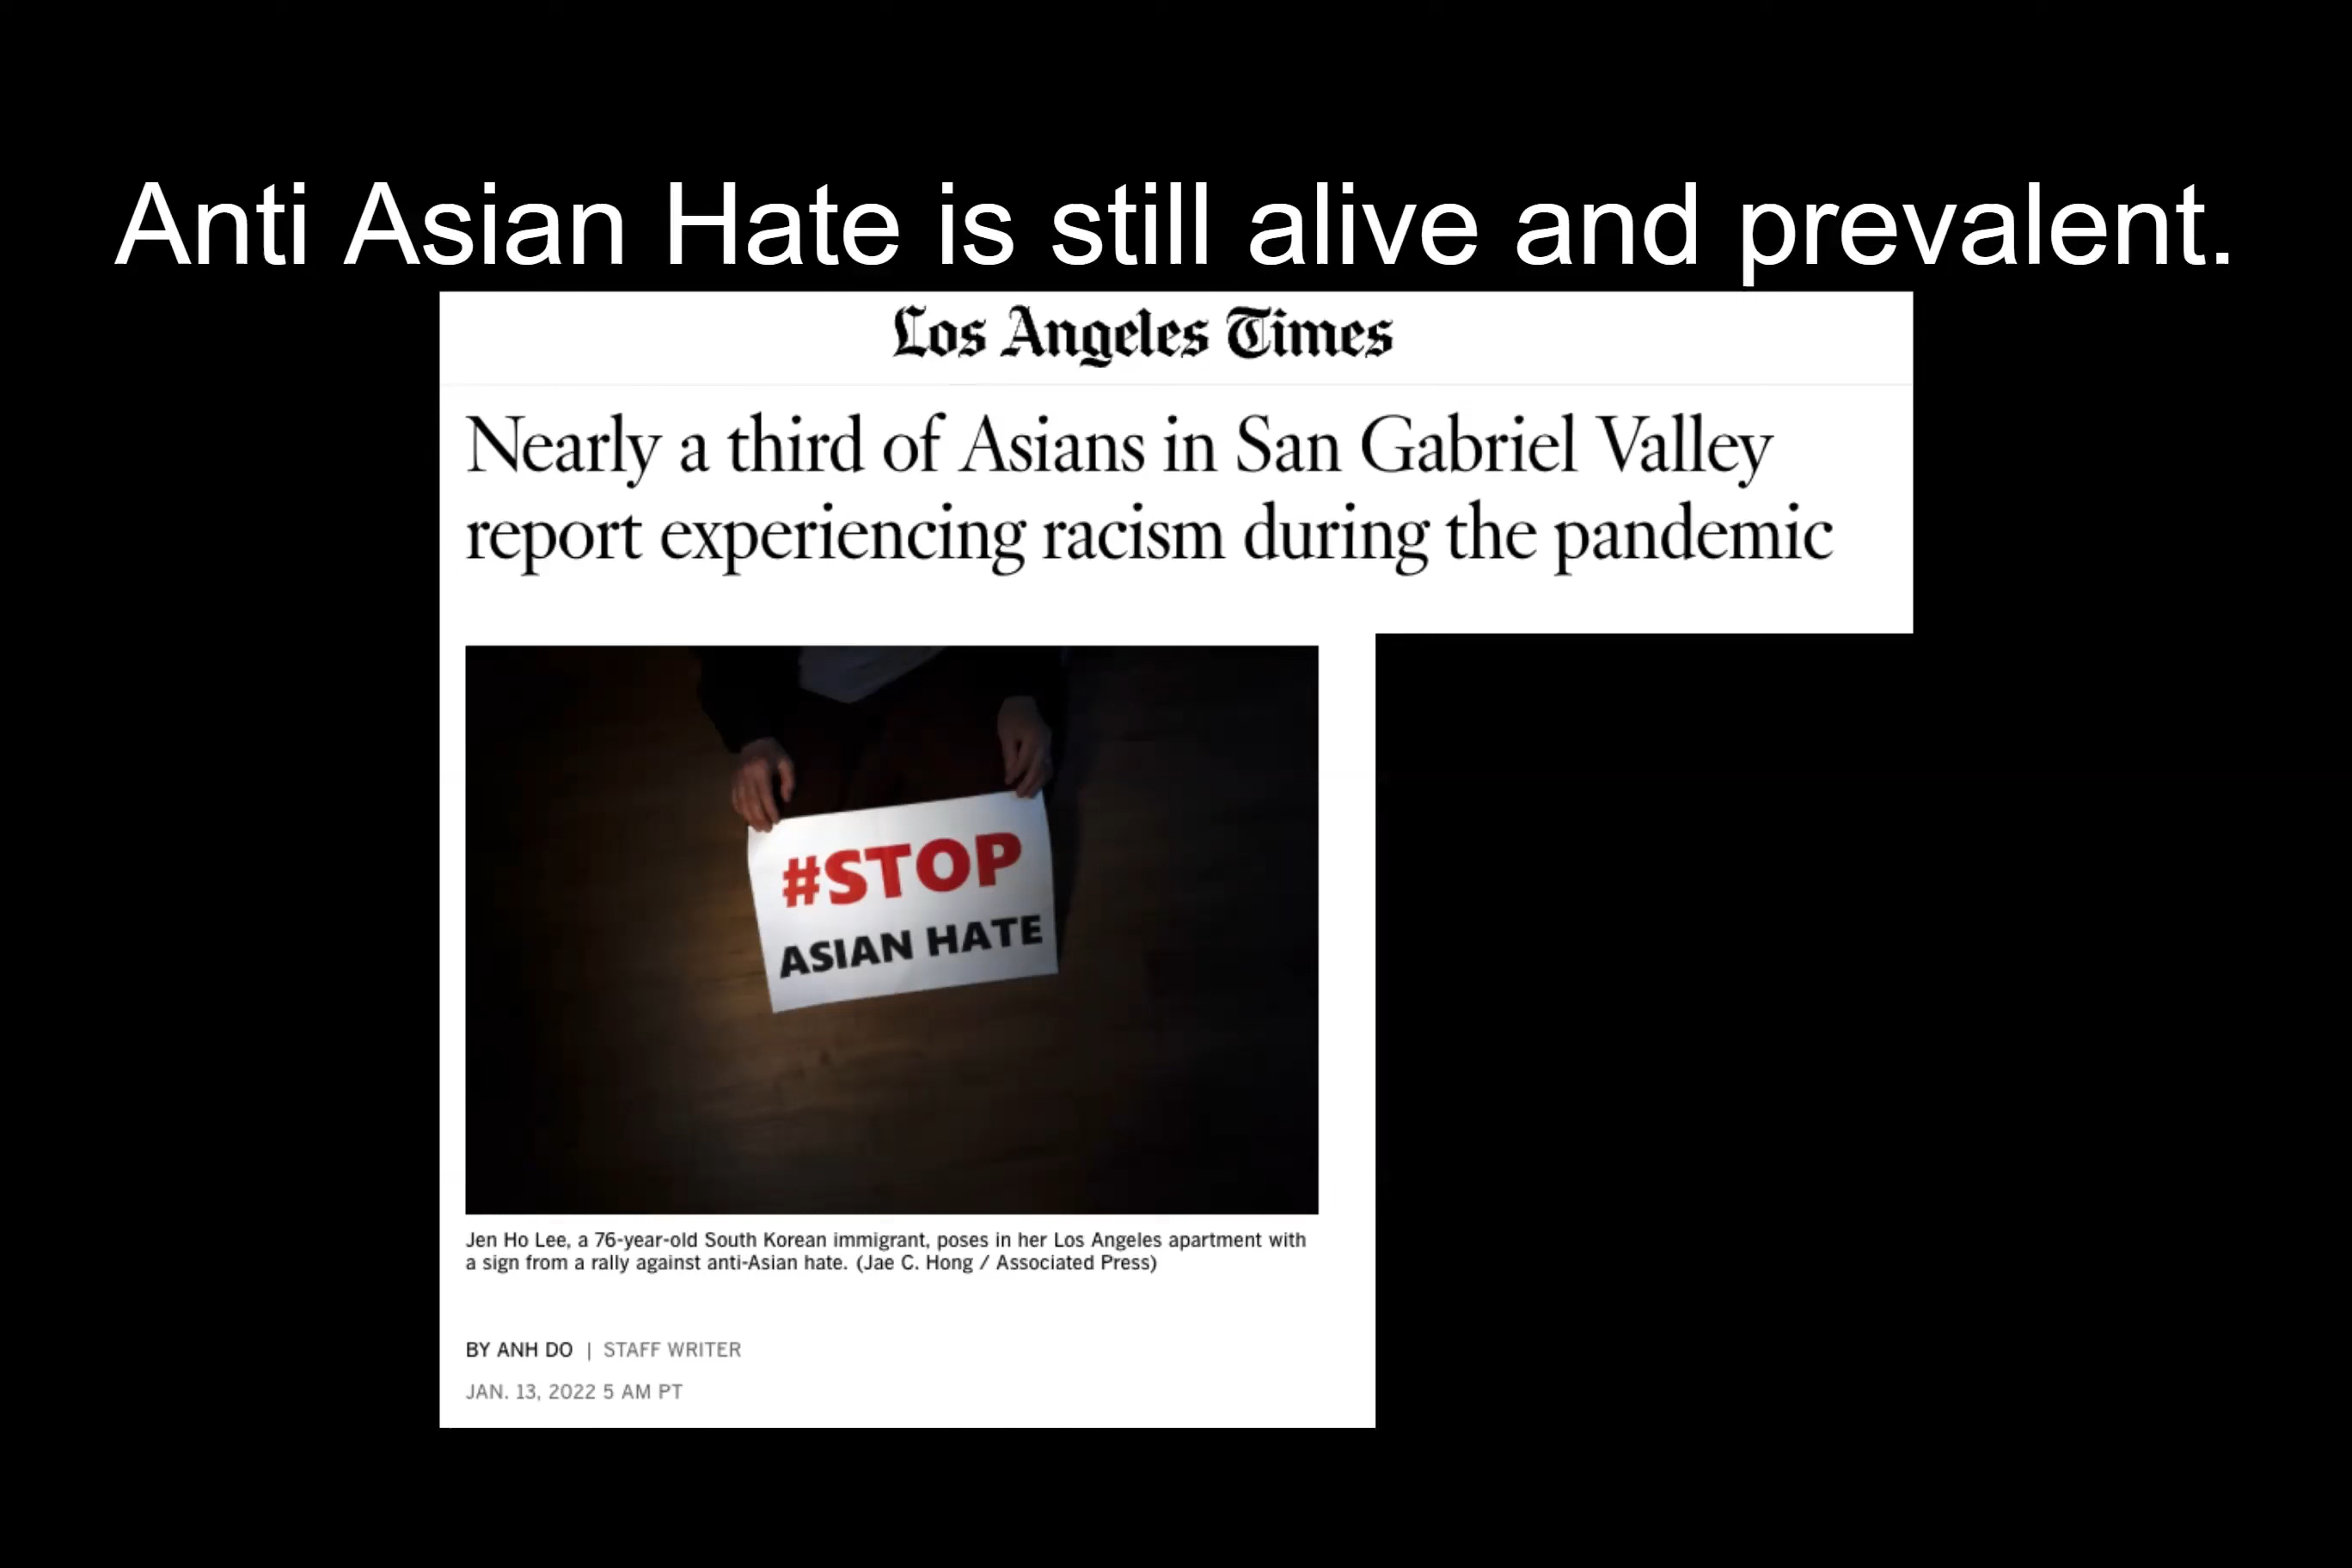 Anti Asian Hate is still alive and prevalent.
Los Angeles Times
Nearly a third of Asians in San Gabriel Valley
report experiencing racism during the pandemic
#STOP
ASIAN HATE
Jen Ho Lee, a 76-year-old South Korean immigrant, poses in her Los Angeles apartment with
a sign from a rally against anti-Asian hate. (Jae C. Hong / Associated Press)
BY ANH DO | STAFF WRITER
JAN. 13, 2022 5 AM PT